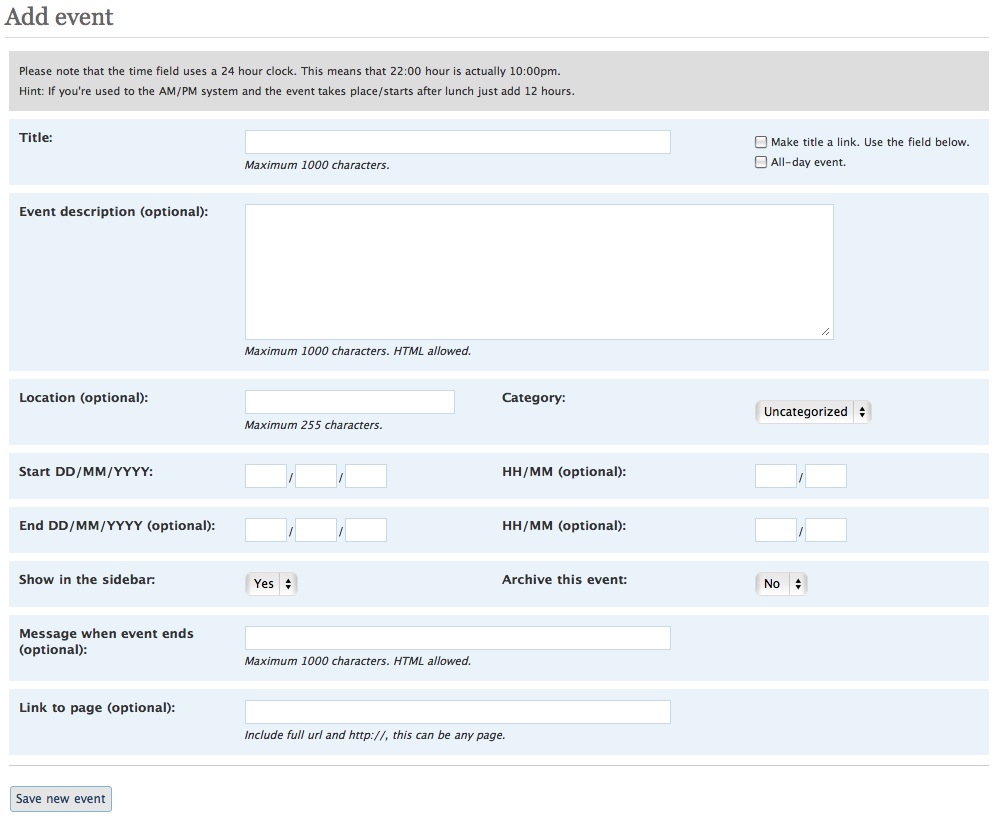 Add event
Please note that the time field uses a 24 hour clock. This means that 22:00 hour is actually 10:00pm.
Hint: If you're used to the AM/PM system and the event takes place/starts after lunch just add 12 hours.
Title:
Maximum 1000 characters.
Make title a link. Use the field below.
All-day event.
Event description (optional):
Maximum 1000 characters. HTML allowed.
Location (optional):
Maximum 255 characters.
Category:
Uncategorized
Start DD/MM/YYYY:
/ /
HH/MM (optional):
/
End DD/MM/YYYY (optional):
/ /
HH/MM (optional):
/
Show in the sidebar:
Yes
Archive this event:
No
Message when event ends
(optional):
Maximum 1000 characters. HTML allowed.
Link to page (optional):
Include full url and http://, this can be any page.
Save new event